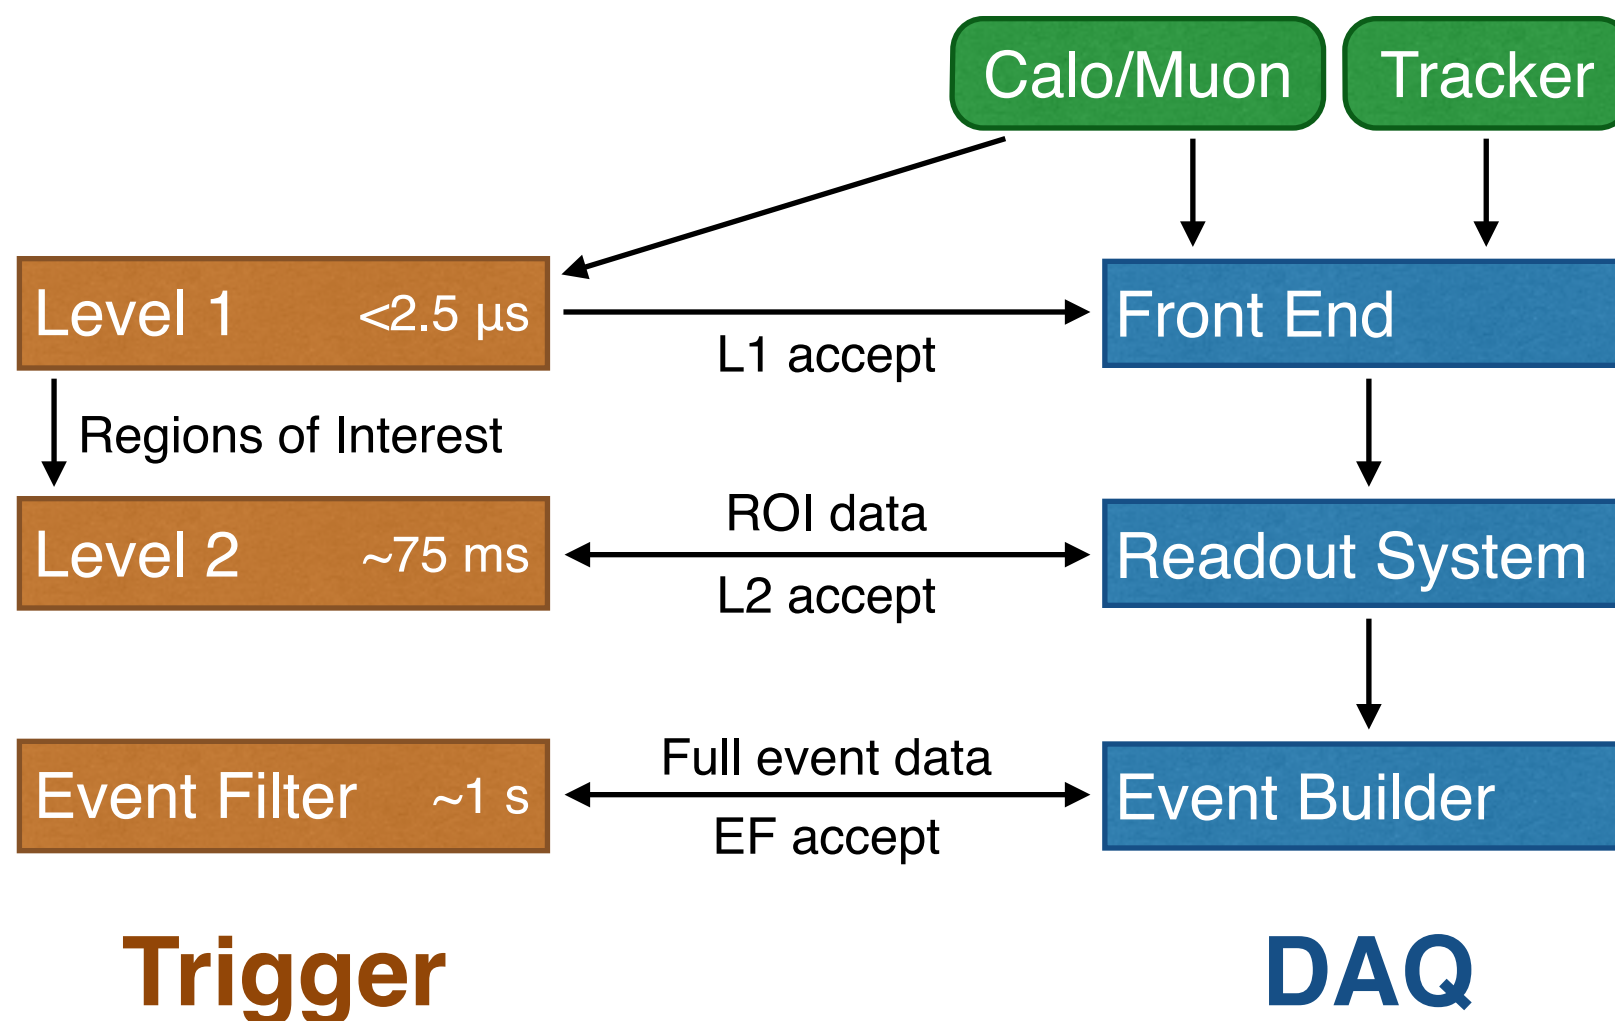 Calo/Muon
Tracker
Level 1 <2.5 µs
L1 accept
Front End
Regions of Interest
Level 2 ~75 ms
ROI data
L2 accept
Readout System
Event Filter ~1 s
Full event data
EF accept
Event Builder
Trigger
DAQ